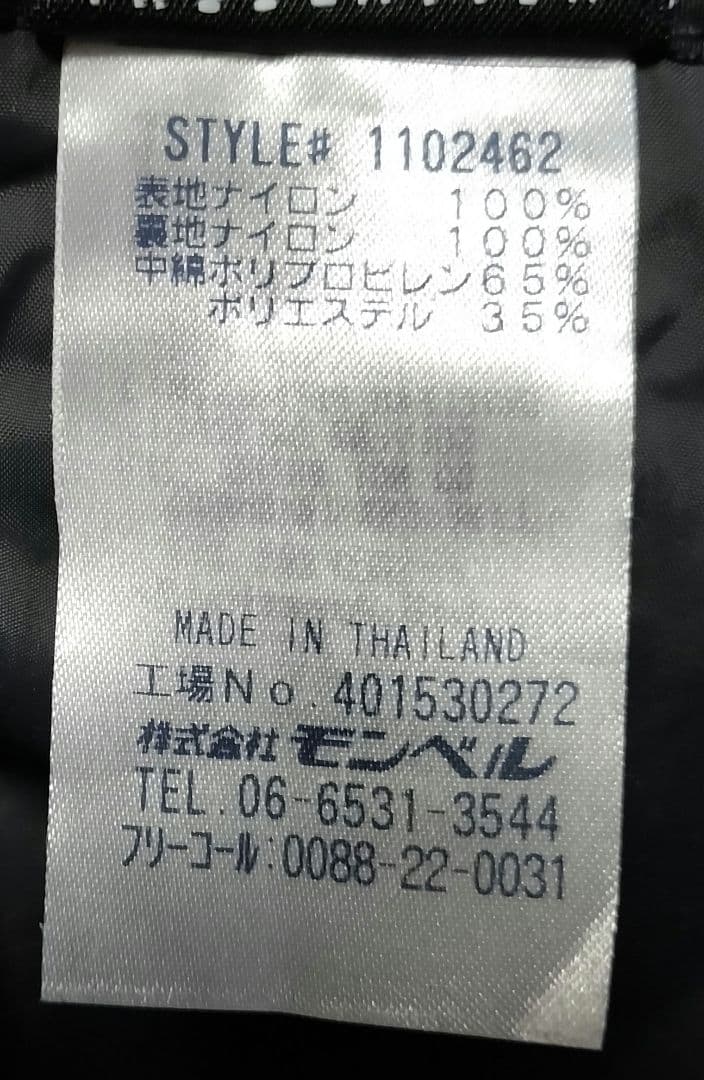 STYLE# 1102462
表地ナイロン 100%
裏地ナイロン 100%
中綿ポリプロピレン65%
ポリエステル 35%
MADE IN THAILAND
工場No.401530272
株式会社モンベル
TEL.06-6531-3544
フリーコール:0088-22-0031